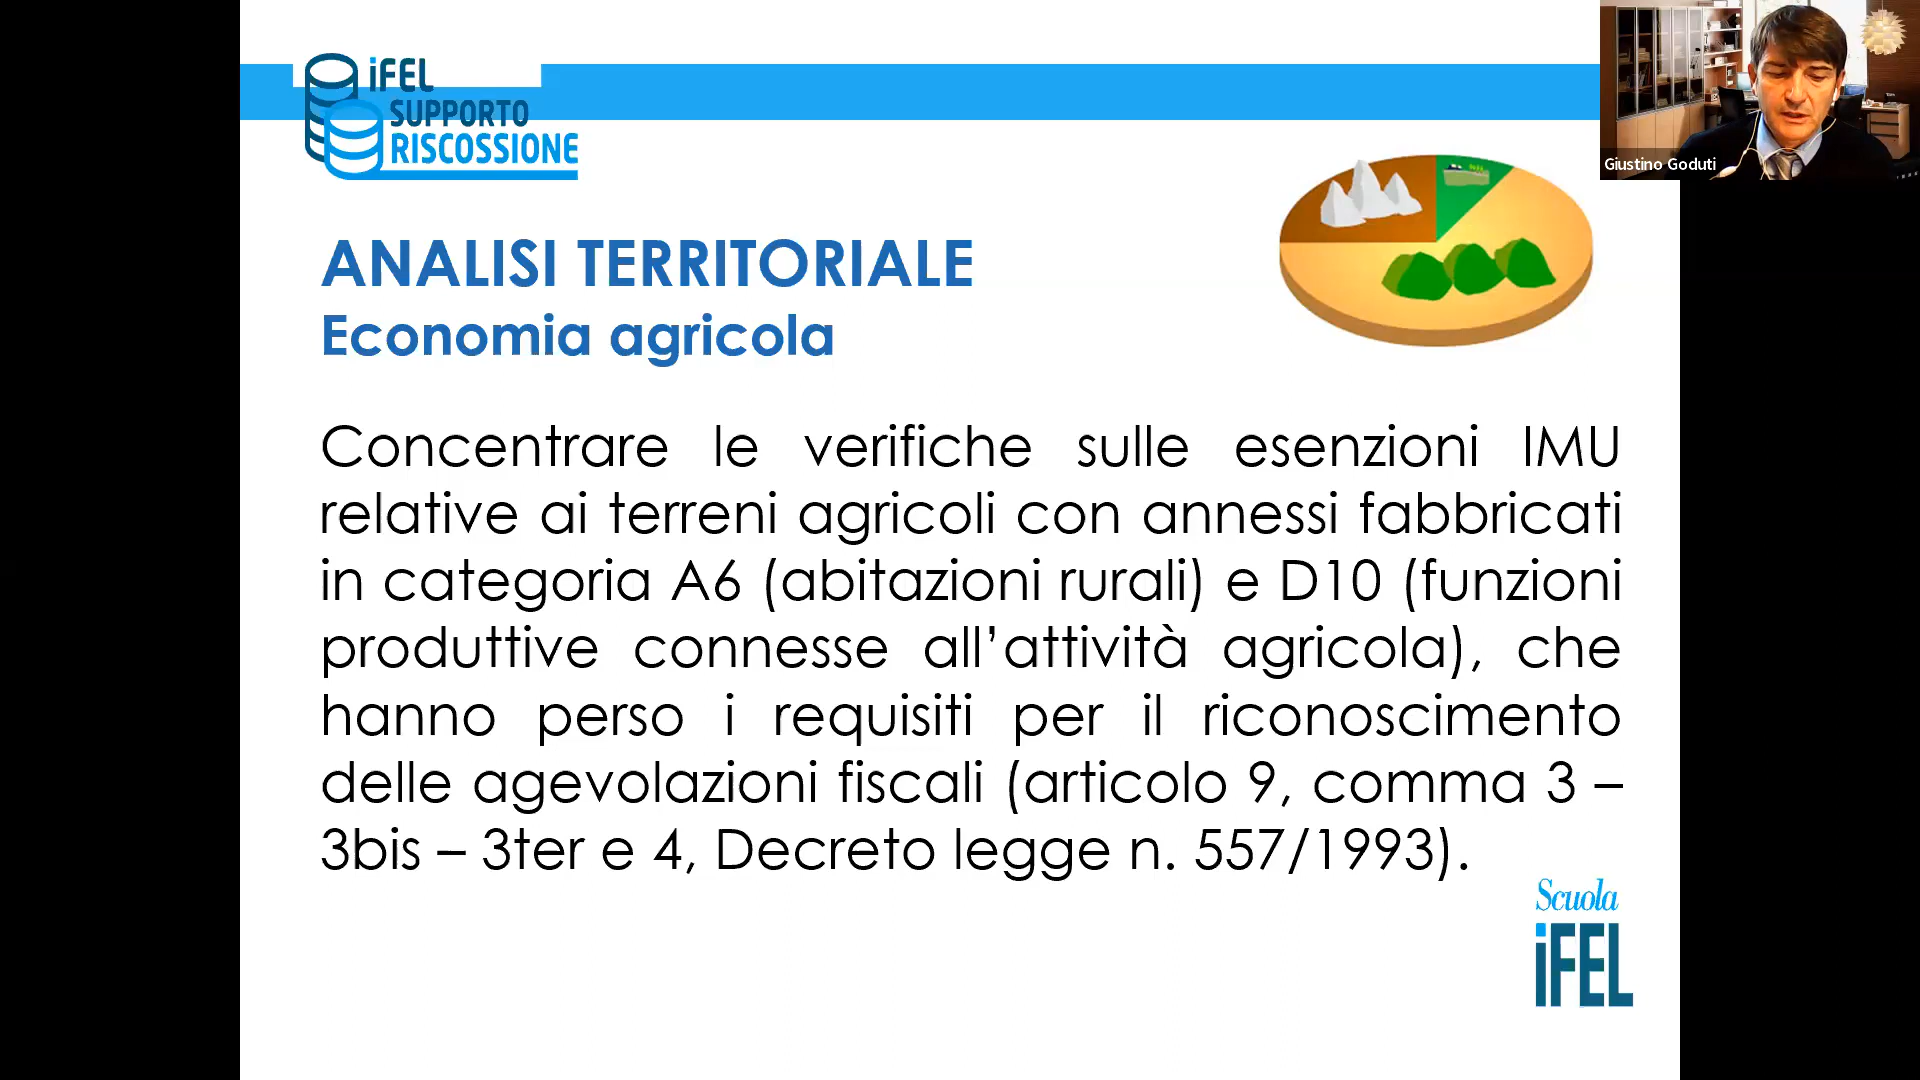 iFEL
SUPPORTO
RISCOSSIONE
Giustino Goduti
ANALISI TERRITORIALE
Economia agricola
Concentrare le verifiche sulle esenzioni IMU
relative ai terreni agricoli con annessi fabbricati
in categoria A6 (abitazioni rurali) e D10 (funzioni
produttive connesse all’attività agricola), che
hanno perso i requisiti per il riconoscimento
delle agevolazioni fiscali (articolo 9, comma 3 –
3bis – 3ter e 4, Decreto legge n. 557/1993).
Scuola
iFEL